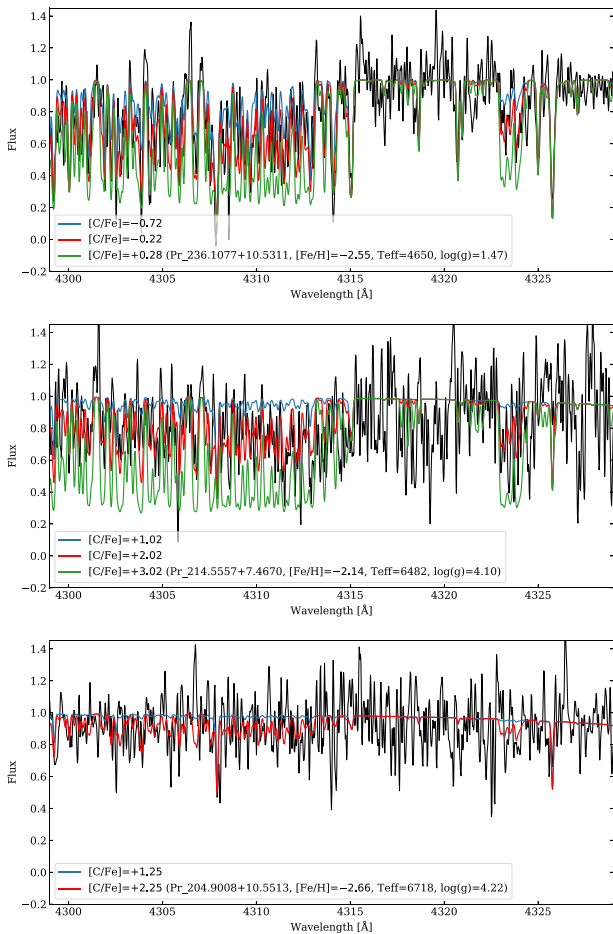 1.4
1.2
1.0
0.8
0.6
0.4
0.2
0.0
−0.2
Flux
[C/Fe]=−0.72
[C/Fe]=−0.22
[C/Fe]=+0.28 (Pr_236.1077+10.5311, [Fe/H]=−2.55, Teff=4650, log(g)=1.47)
4300 4305 4310 4315 4320 4325
Wavelength [Å]
1.4
1.2
1.0
0.8
0.6
0.4
0.2
0.0
−0.2
Flux
[C/Fe]=+1.02
[C/Fe]=+2.02
[C/Fe]=+3.02 (Pr_214.5557+7.4670, [Fe/H]=−2.14, Teff=6482, log(g)=4.10)
4300 4305 4310 4315 4320 4325
Wavelength [Å]
1.4
1.2
1.0
0.8
0.6
0.4
0.2
0.0
−0.2
Flux
[C/Fe]=+1.25
[C/Fe]=+2.25 (Pr_204.9008+10.5513, [Fe/H]=−2.66, Teff=6718, log(g)=4.22)
4300 4305 4310 4315 4320 4325
Wavelength [Å]